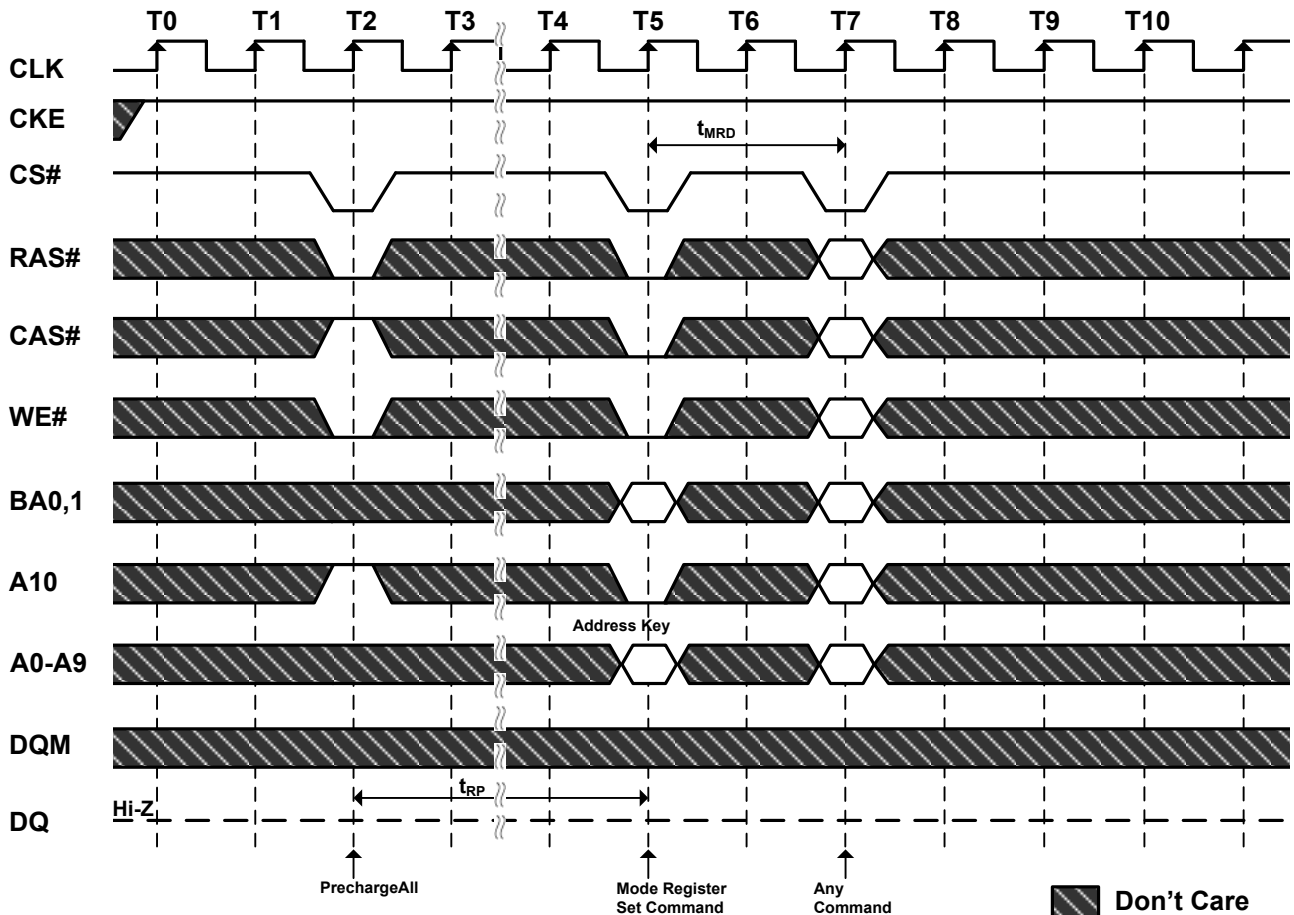 T0 T1 T2 T3 T4 T5 T6 T7 T8 T9 T10
CLK
CKE
tMRD
CS#
RAS#
CAS#
WE#
BA0,1
A10
Address Key
A0-A9
DQM
tRP
Hi-Z
DQ
PrechargeAll
Mode Register
Set Command
Any
Command
Don't Care